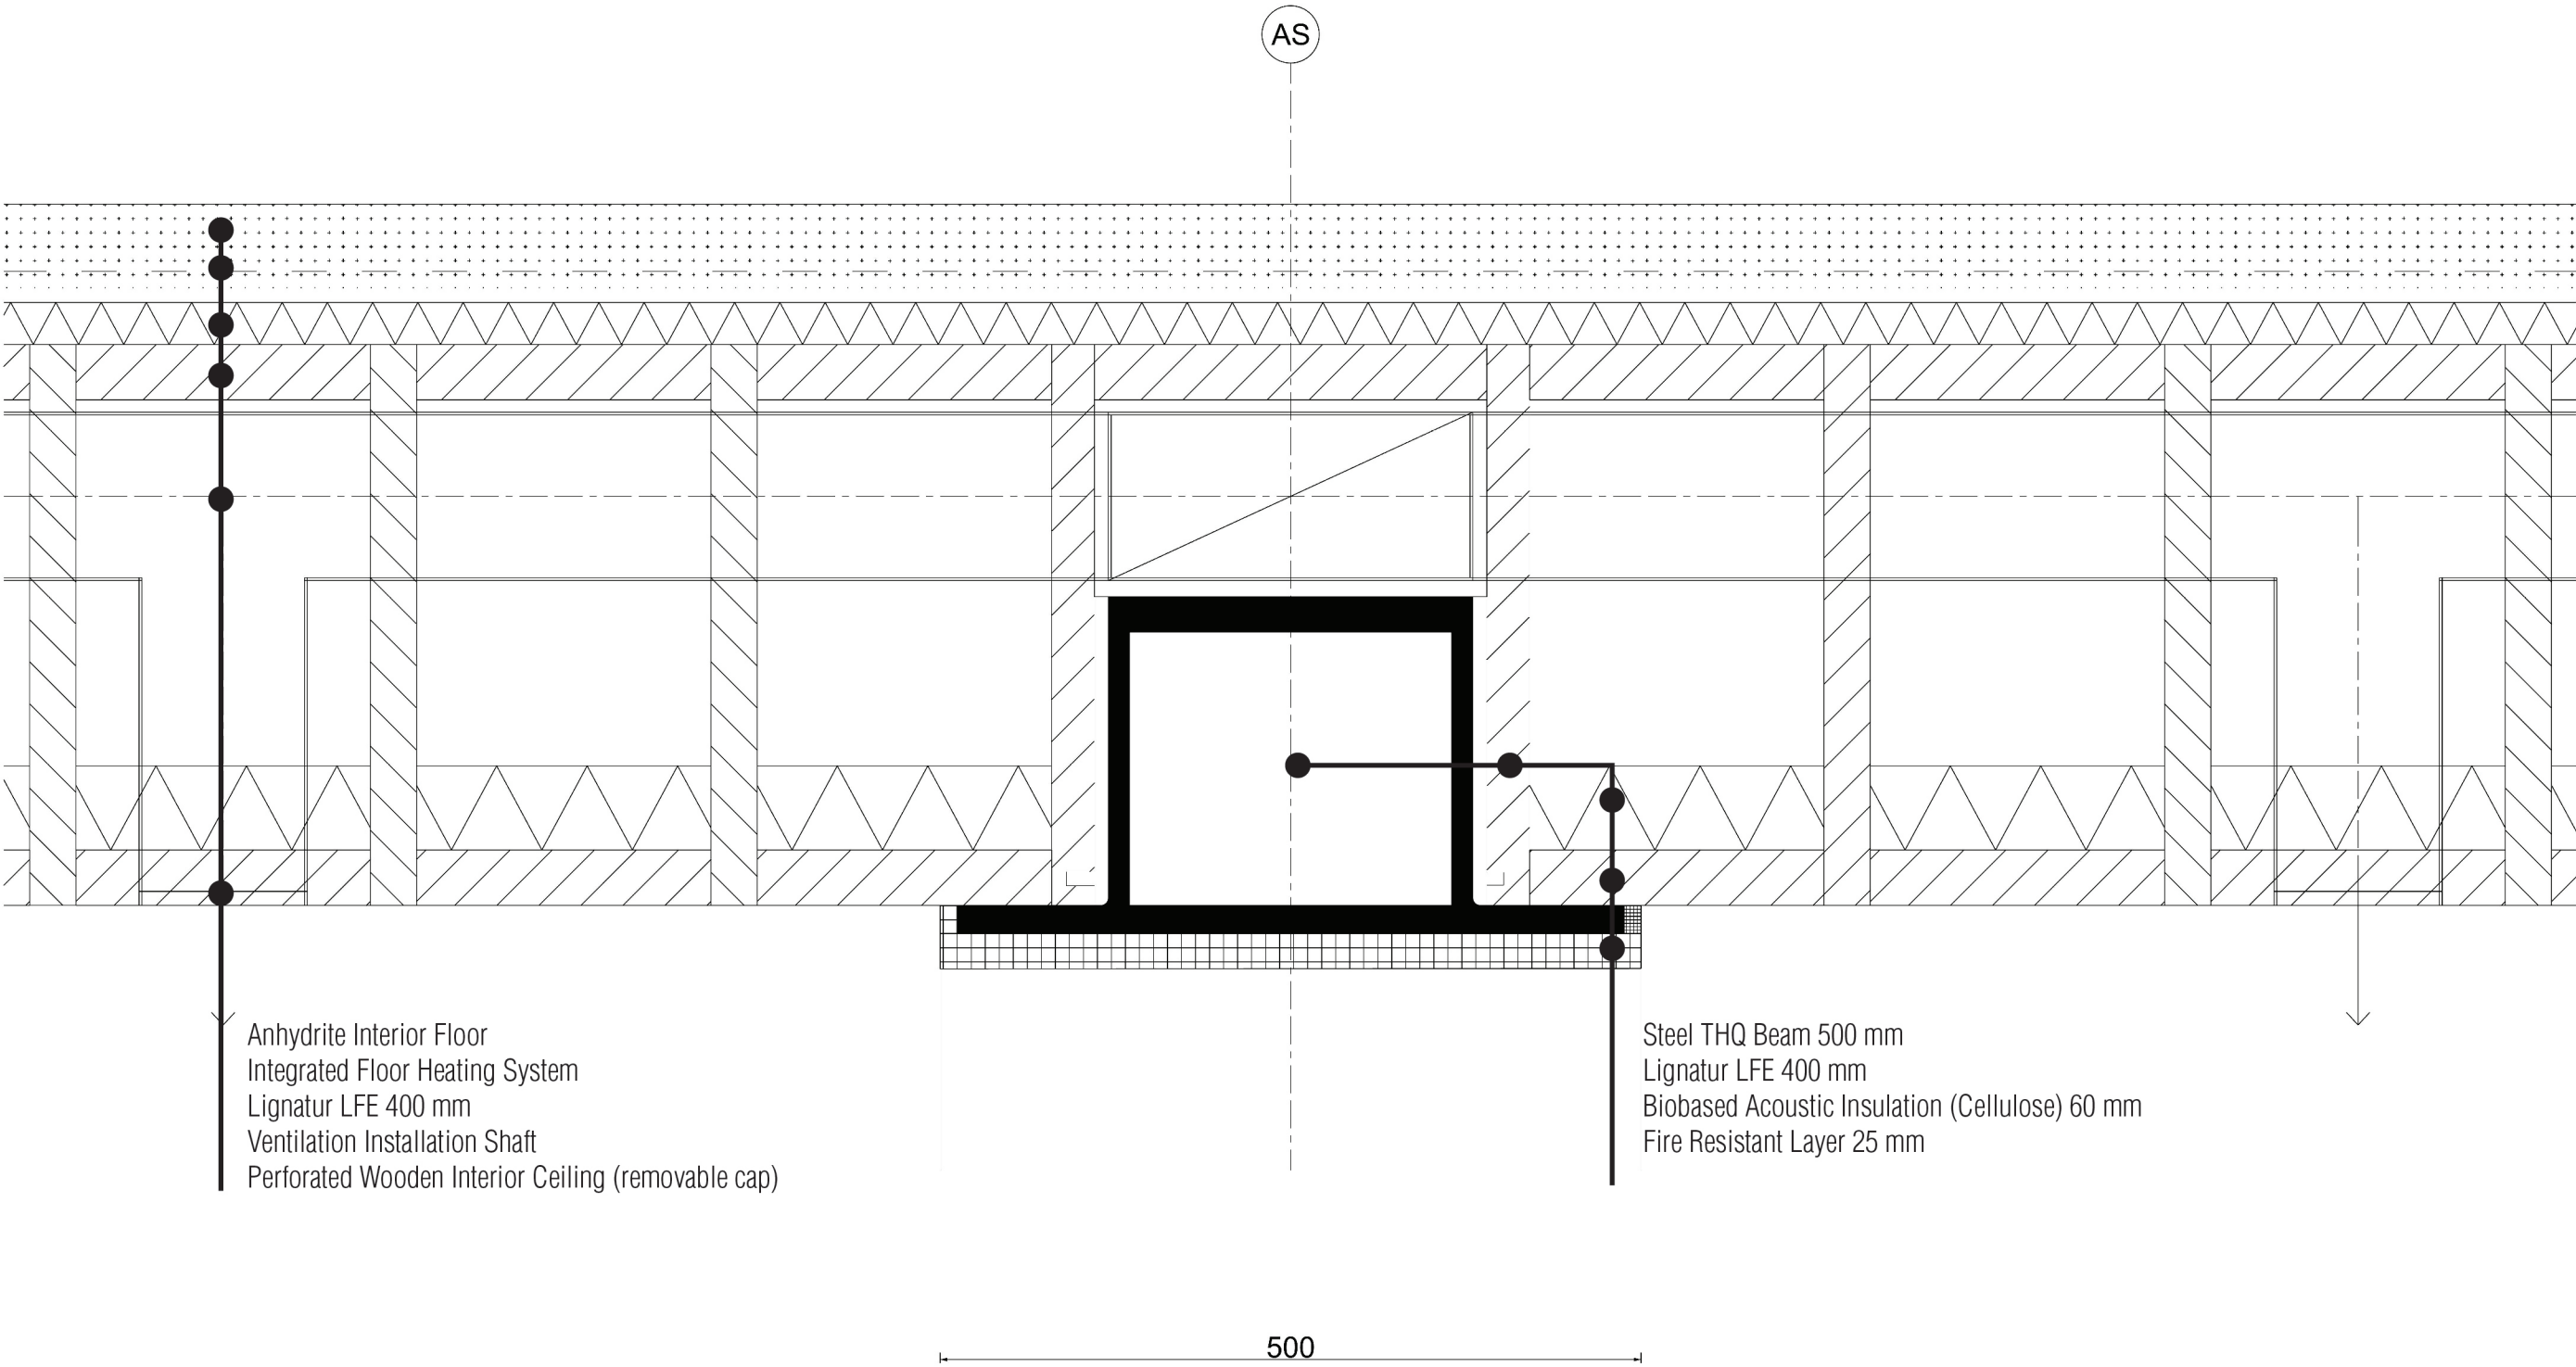 AS
Anhydrite Interior Floor
Integrated Floor Heating System
Lignatur LFE 400 mm
Ventilation Installation Shaft
Perforated Wooden Interior Ceiling (removable cap)
Steel THQ Beam 500 mm
Lignatur LFE 400 mm
Biobased Acoustic Insulation (Cellulose) 60 mm
Fire Resistant Layer 25 mm
500